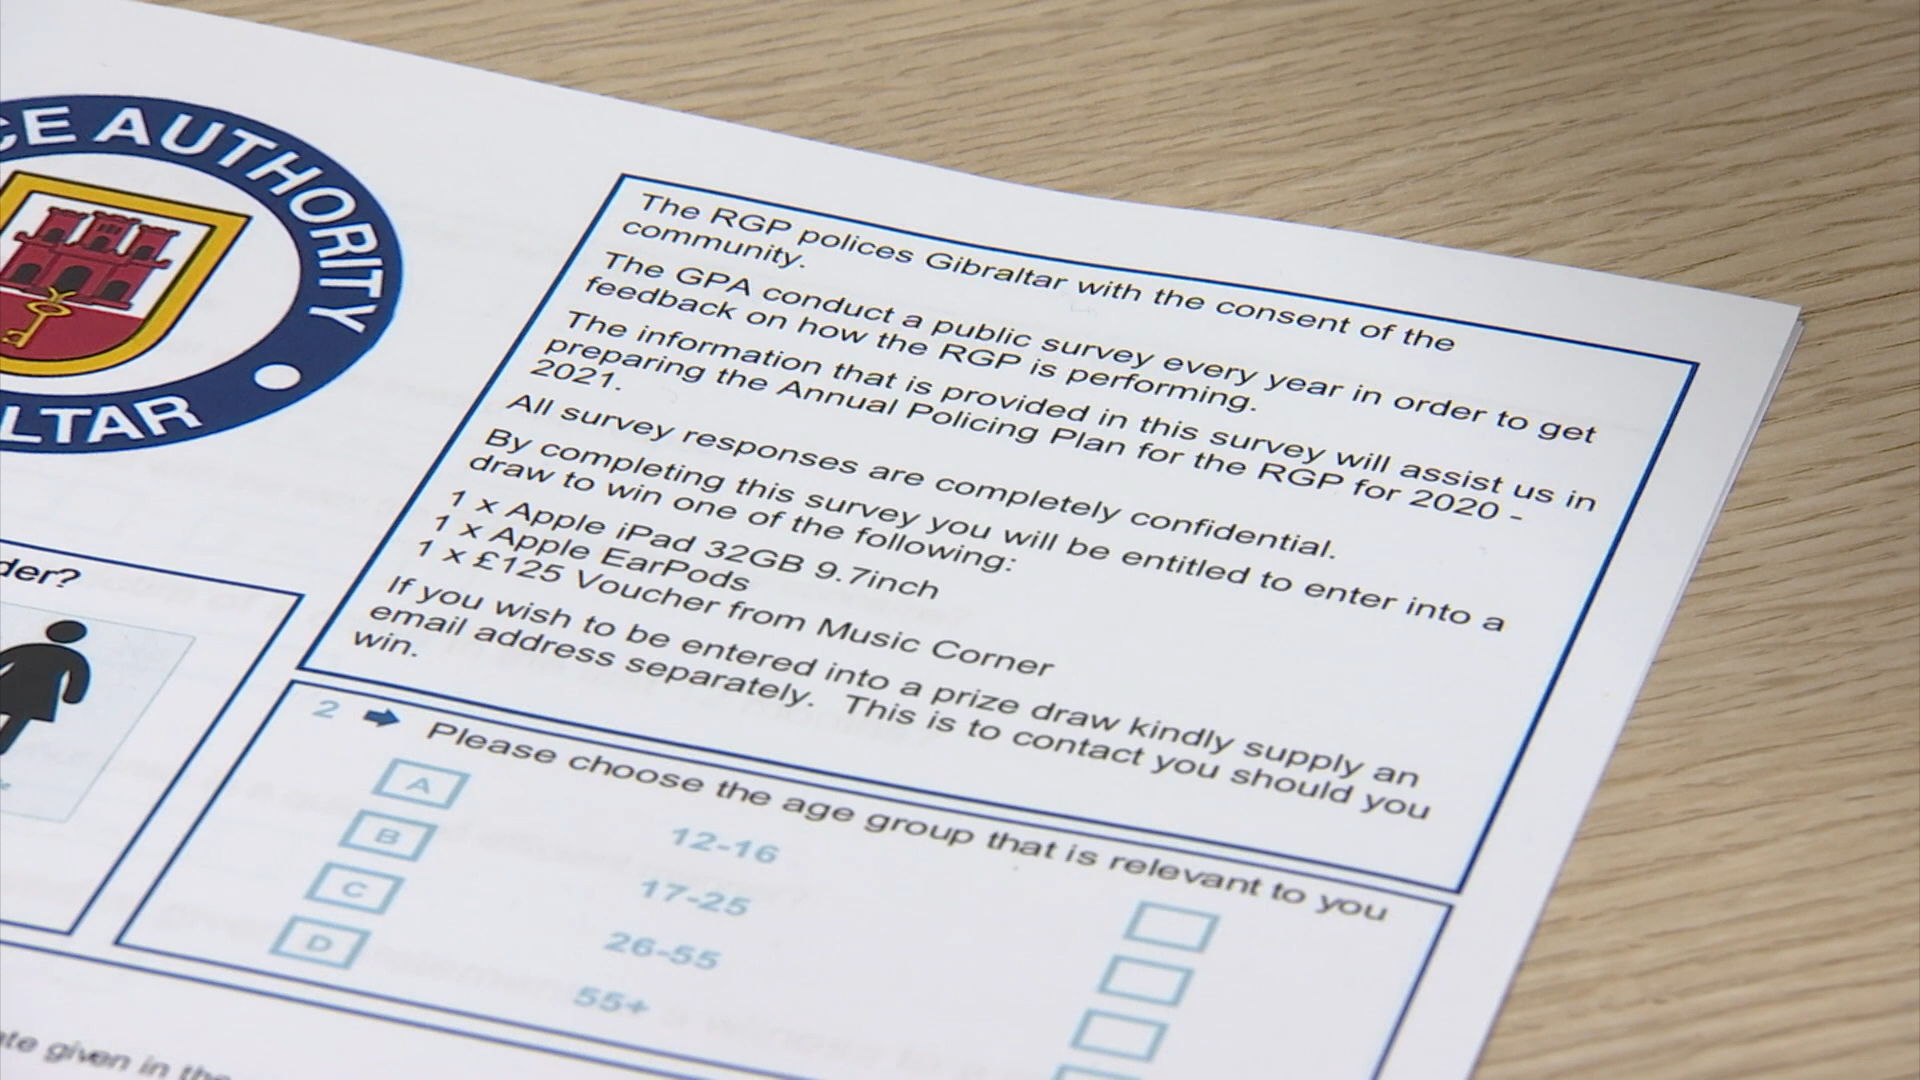 CE AUTHORITY
LTAR
The RGP polices Gibraltar with the consent of the
community.
The GPA conduct a public survey every year in order to get
feedback on how the RGP is performing.
The information that is provided in this survey will assist us in
preparing the Annual Policing Plan for the RGP for 2020 -
2021.
All survey responses are completely confidential.
By completing this survey you will be entitled to enter into a
draw to win one of the following:
1 x Apple iPad 32GB 9.7inch
1 x Apple EarPods
1 x £125 Voucher from Music Corner
If you wish to be entered into a prize draw kindly supply an
email address separately. This is to contact you should you
win.
der?
2 Please choose the age group that is relevant to you
A 12-16
B 17-25
C 26-55
D 55+
ate given in the